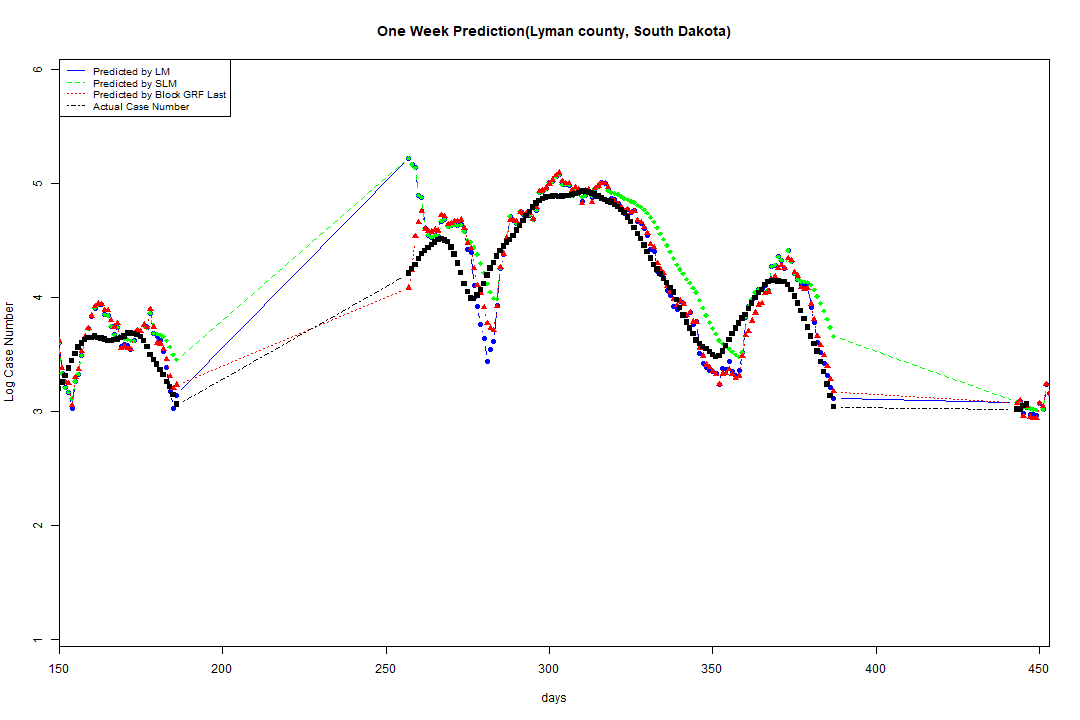 One Week Prediction(Lyman county, South Dakota)
Predicted by LM
Predicted by SLM
Predicted by Block GRF Last
Actual Case Number
Log Case Number
6
5
4
3
2
1
150 200 250 300 350 400 450
days